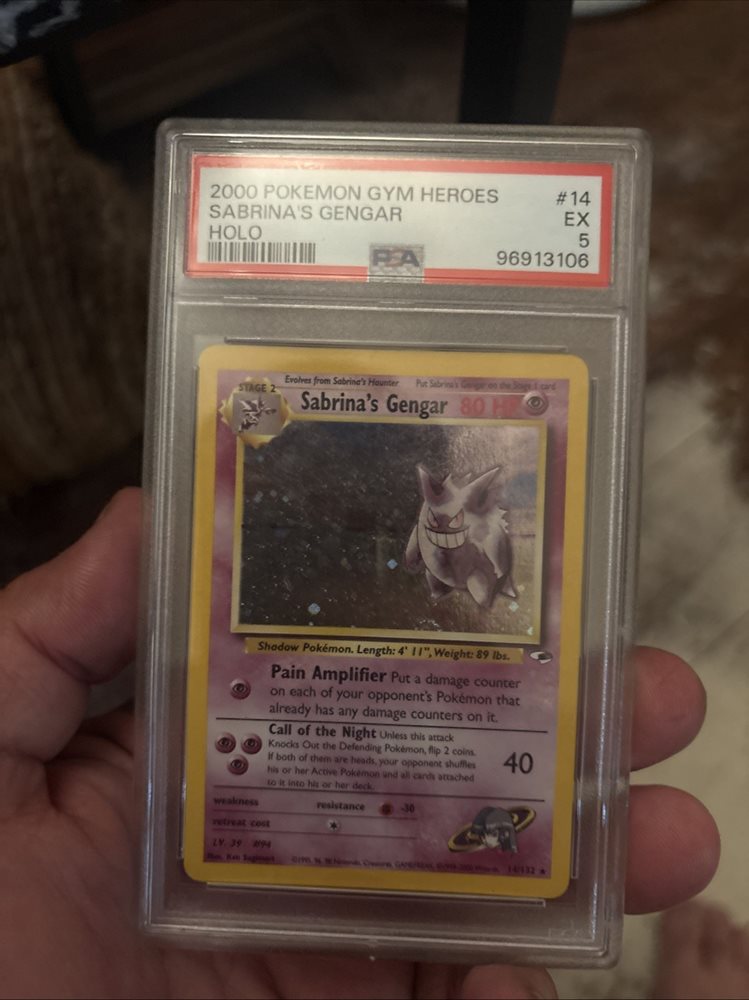 2000 POKEMON GYM HEROES #14
SABRINA'S GENGAR EX
HOLO 5
PSA 96913106
STAGE 2 Evolves from Sabrina's Haunter Put Sabrina's Gengar on the Stage 1 card
Sabrina's Gengar 80 HP
Shadow Pokémon. Length: 4' 11", Weight: 89 lbs.
Pain Amplifier Put a damage counter
on each of your opponent's Pokémon that
already has any damage counters on it.
Call of the Night Unless this attack
Knocks Out the Defending Pokémon, flip 2 coins.
If both of them are heads, your opponent shuffles
his or her Active Pokémon and all cards attached
to it into his or her deck.
40
weakness resistance -30
retreat cost
LV. 39 #94
Illus. Ken Sugimori 14/132